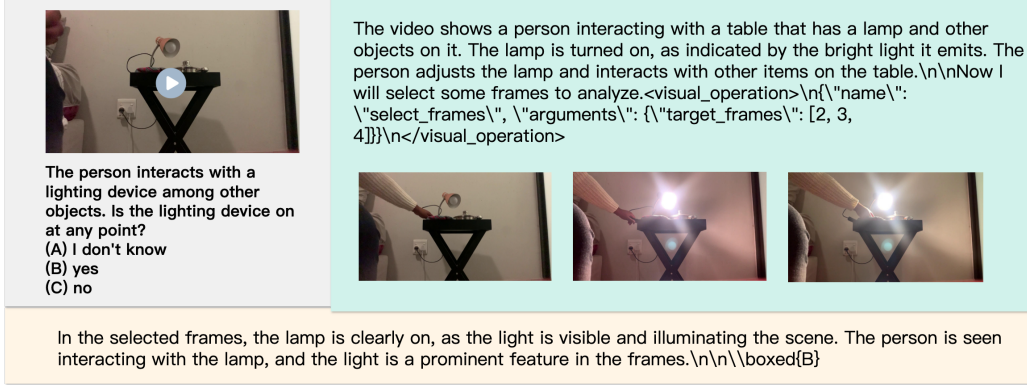 The person interacts with a
lighting device among other
objects. Is the lighting device on
at any point?
(A) I don't know
(B) yes
(C) no
The video shows a person interacting with a table that has a lamp and other
objects on it. The lamp is turned on, as indicated by the bright light it emits. The
person adjusts the lamp and interacts with other items on the table.\n\nNow I
will select some frames to analyze.<visual_operation>\n{\"name\":
\"select_frames\", \"arguments\": {\"target_frames\": [2, 3,
4]}}\n</visual_operation>
In the selected frames, the lamp is clearly on, as the light is visible and illuminating the scene. The person is seen
interacting with the lamp, and the light is a prominent feature in the frames.\n\n\\boxed{B}